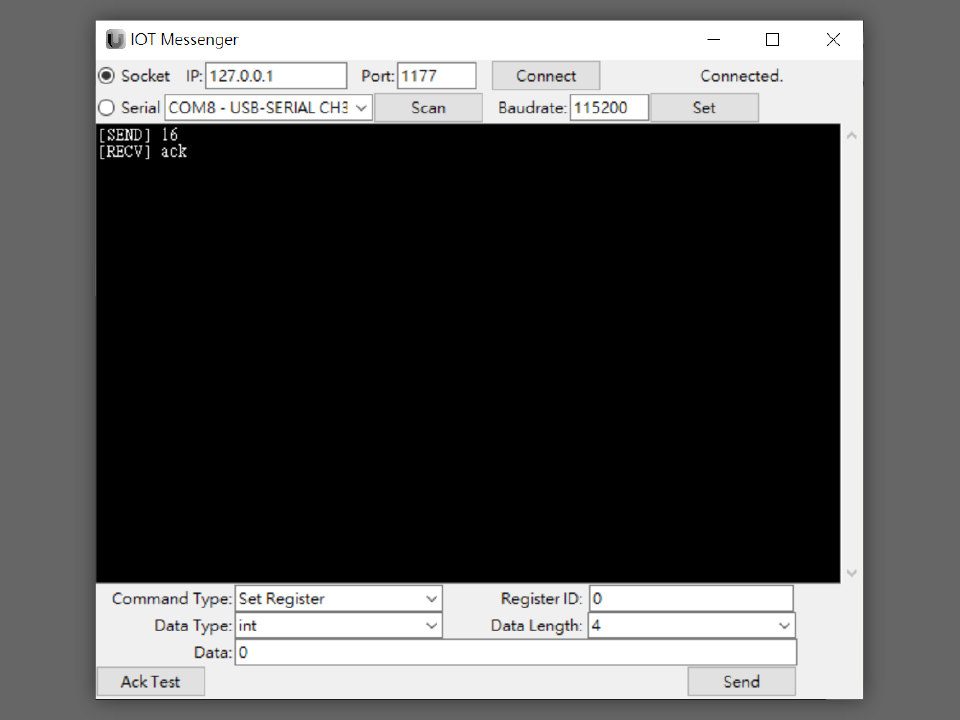 IOT Messenger
Socket IP: 127.0.0.1 Port: 1177 Connect Connected.
Serial COM8 - USB-SERIAL CH3 Scan Baudrate: 115200 Set
[SEND] 16
[RECV] ack
Command Type: Set Register Register ID: 0
Data Type: int Data Length: 4
Data: 0
Ack Test Send